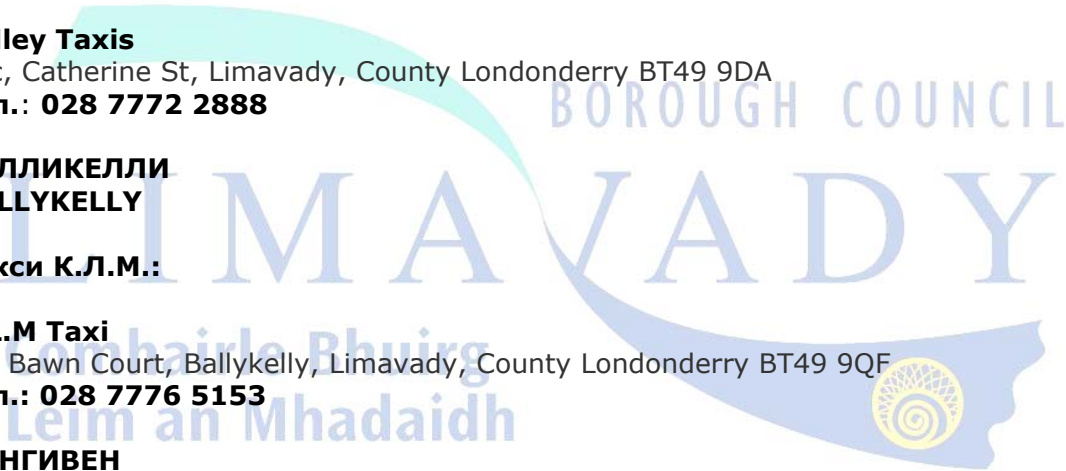 lley Taxis
c, Catherine St, Limavady, County Londonderry BT49 9DA
л.: 028 7772 2888
BOROUGH COUNCIL
ЛЛИКЕЛЛИ
LLYKELLY
LIMAVADY
кси К.Л.М.:
.M Taxi
Comhairle Bhuirg
Bawn Court, Ballykelly, Limavady, County Londonderry BT49 9QF
л.: 028 7776 5153
Leim an Mhadaidh
НГИВЕН